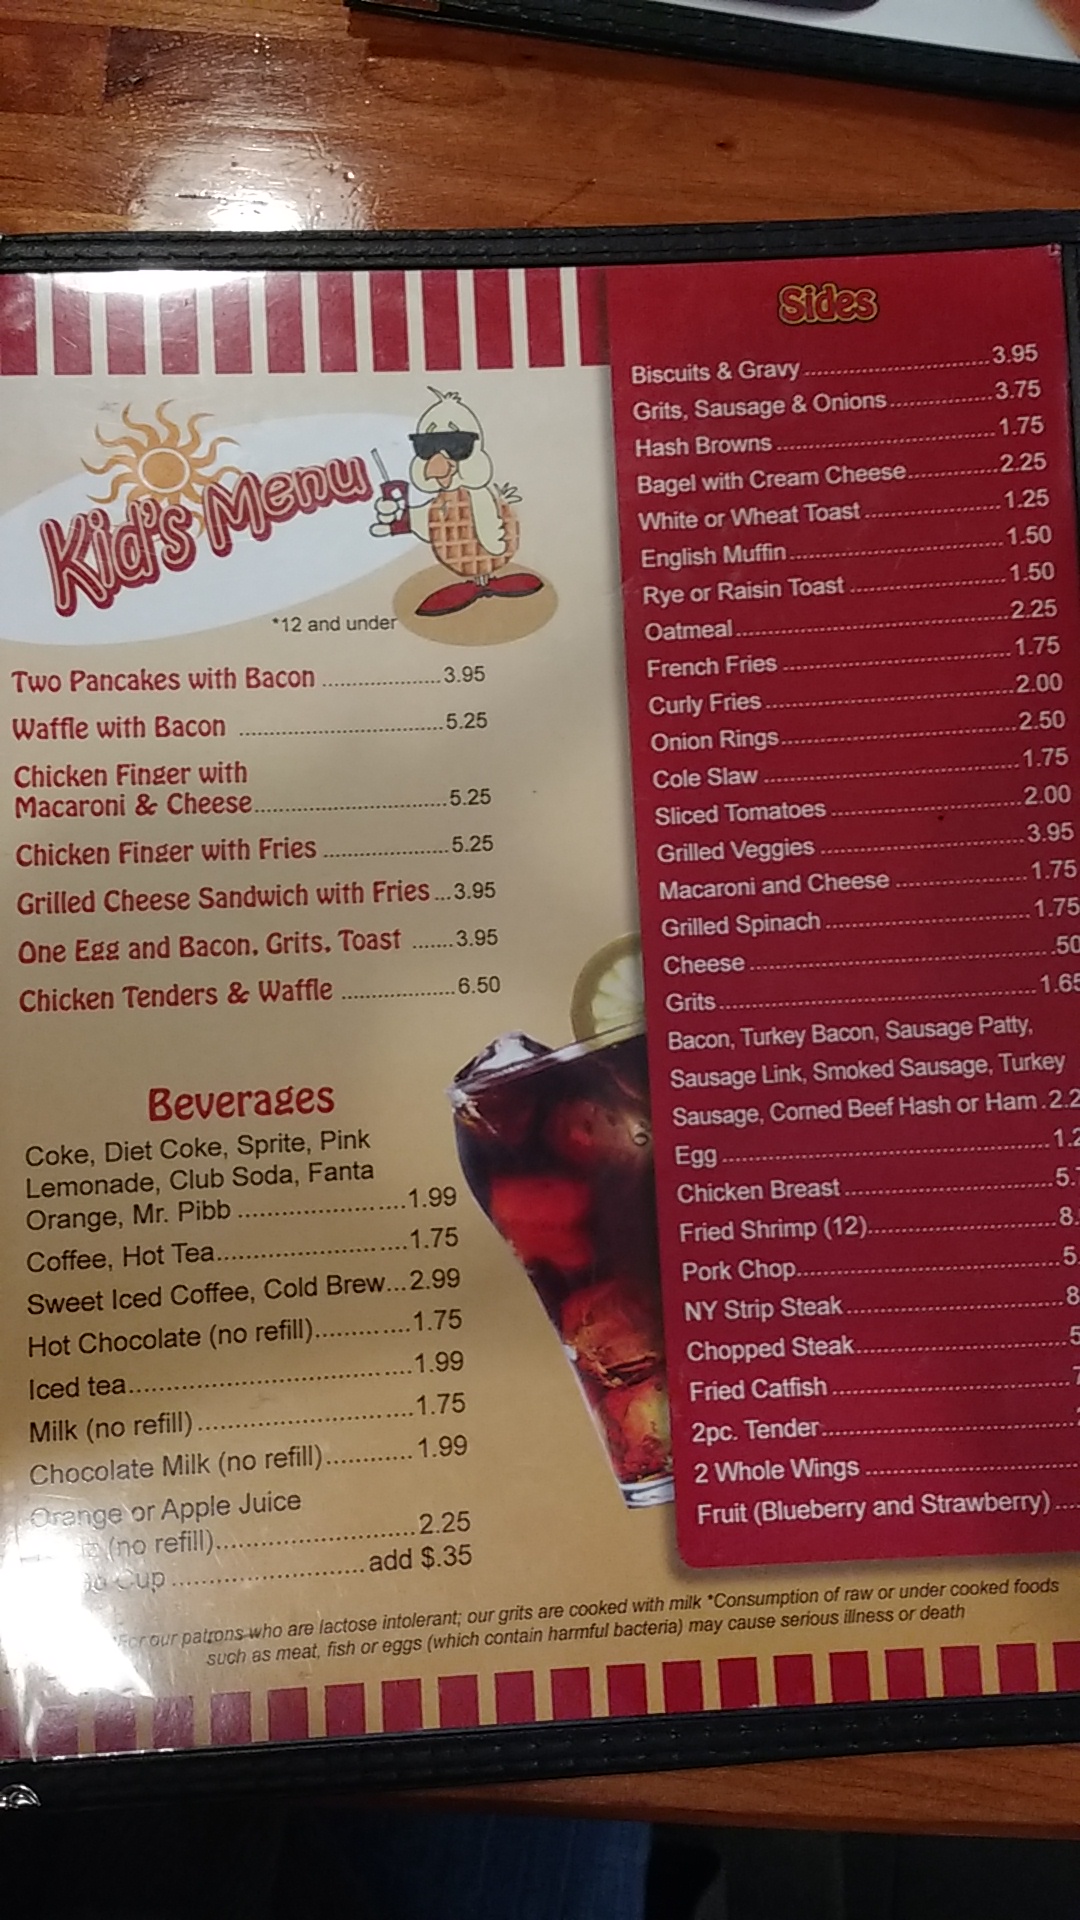 Kid's Menu
*12 and under
Two Pancakes with Bacon ....................3.95
Waffle with Bacon ...................................5.25
Chicken Finger with
Macaroni & Cheese.................................5.25
Chicken Finger with Fries .....................5.25
Grilled Cheese Sandwich with Fries ...3.95
One Egg and Bacon, Grits, Toast .......3.95
Chicken Tenders & Waffle ...................6.50
Beverages
Coke, Diet Coke, Sprite, Pink
Lemonade, Club Soda, Fanta
Orange, Mr. Pibb ........................1.99
Coffee, Hot Tea...........................1.75
Sweet Iced Coffee, Cold Brew...2.99
Hot Chocolate (no refill)..............1.75
Iced tea........................................1.99
Milk (no refill)..............................1.75
Chocolate Milk (no refill).............1.99
Orange or Apple Juice
(no refill)............................2.25
Cup ......................... add $.35
Sides
Biscuits & Gravy ............................3.95
Grits, Sausage & Onions...............3.75
Hash Browns .................................1.75
Bagel with Cream Cheese.............2.25
White or Wheat Toast ....................1.25
English Muffin................................1.50
Rye or Raisin Toast .......................1.50
Oatmeal.........................................2.25
French Fries ..................................1.75
Curly Fries .....................................2.00
Onion Rings...................................2.50
Cole Slaw ......................................1.75
Sliced Tomatoes ............................2.00
Grilled Veggies ..............................3.95
Macaroni and Cheese ....................1.75
Grilled Spinach ..............................1.75
Cheese ...........................................50
Grits...............................................1.65
Bacon, Turkey Bacon, Sausage Patty,
Sausage Link, Smoked Sausage, Turkey
Sausage, Corned Beef Hash or Ham .2.2
Egg ................................................1.2
Chicken Breast ..............................5.
Fried Shrimp (12)...........................8.
Pork Chop......................................5.
NY Strip Steak ...............................8
Chopped Steak..............................5
Fried Catfish ..................................
2pc. Tender....................................
2 Whole Wings ..............................
Fruit (Blueberry and Strawberry) ....
*For our patrons who are lactose intolerant; our grits are cooked with milk *Consumption of raw or under cooked foods
such as meat, fish or eggs (which contain harmful bacteria) may cause serious illness or death